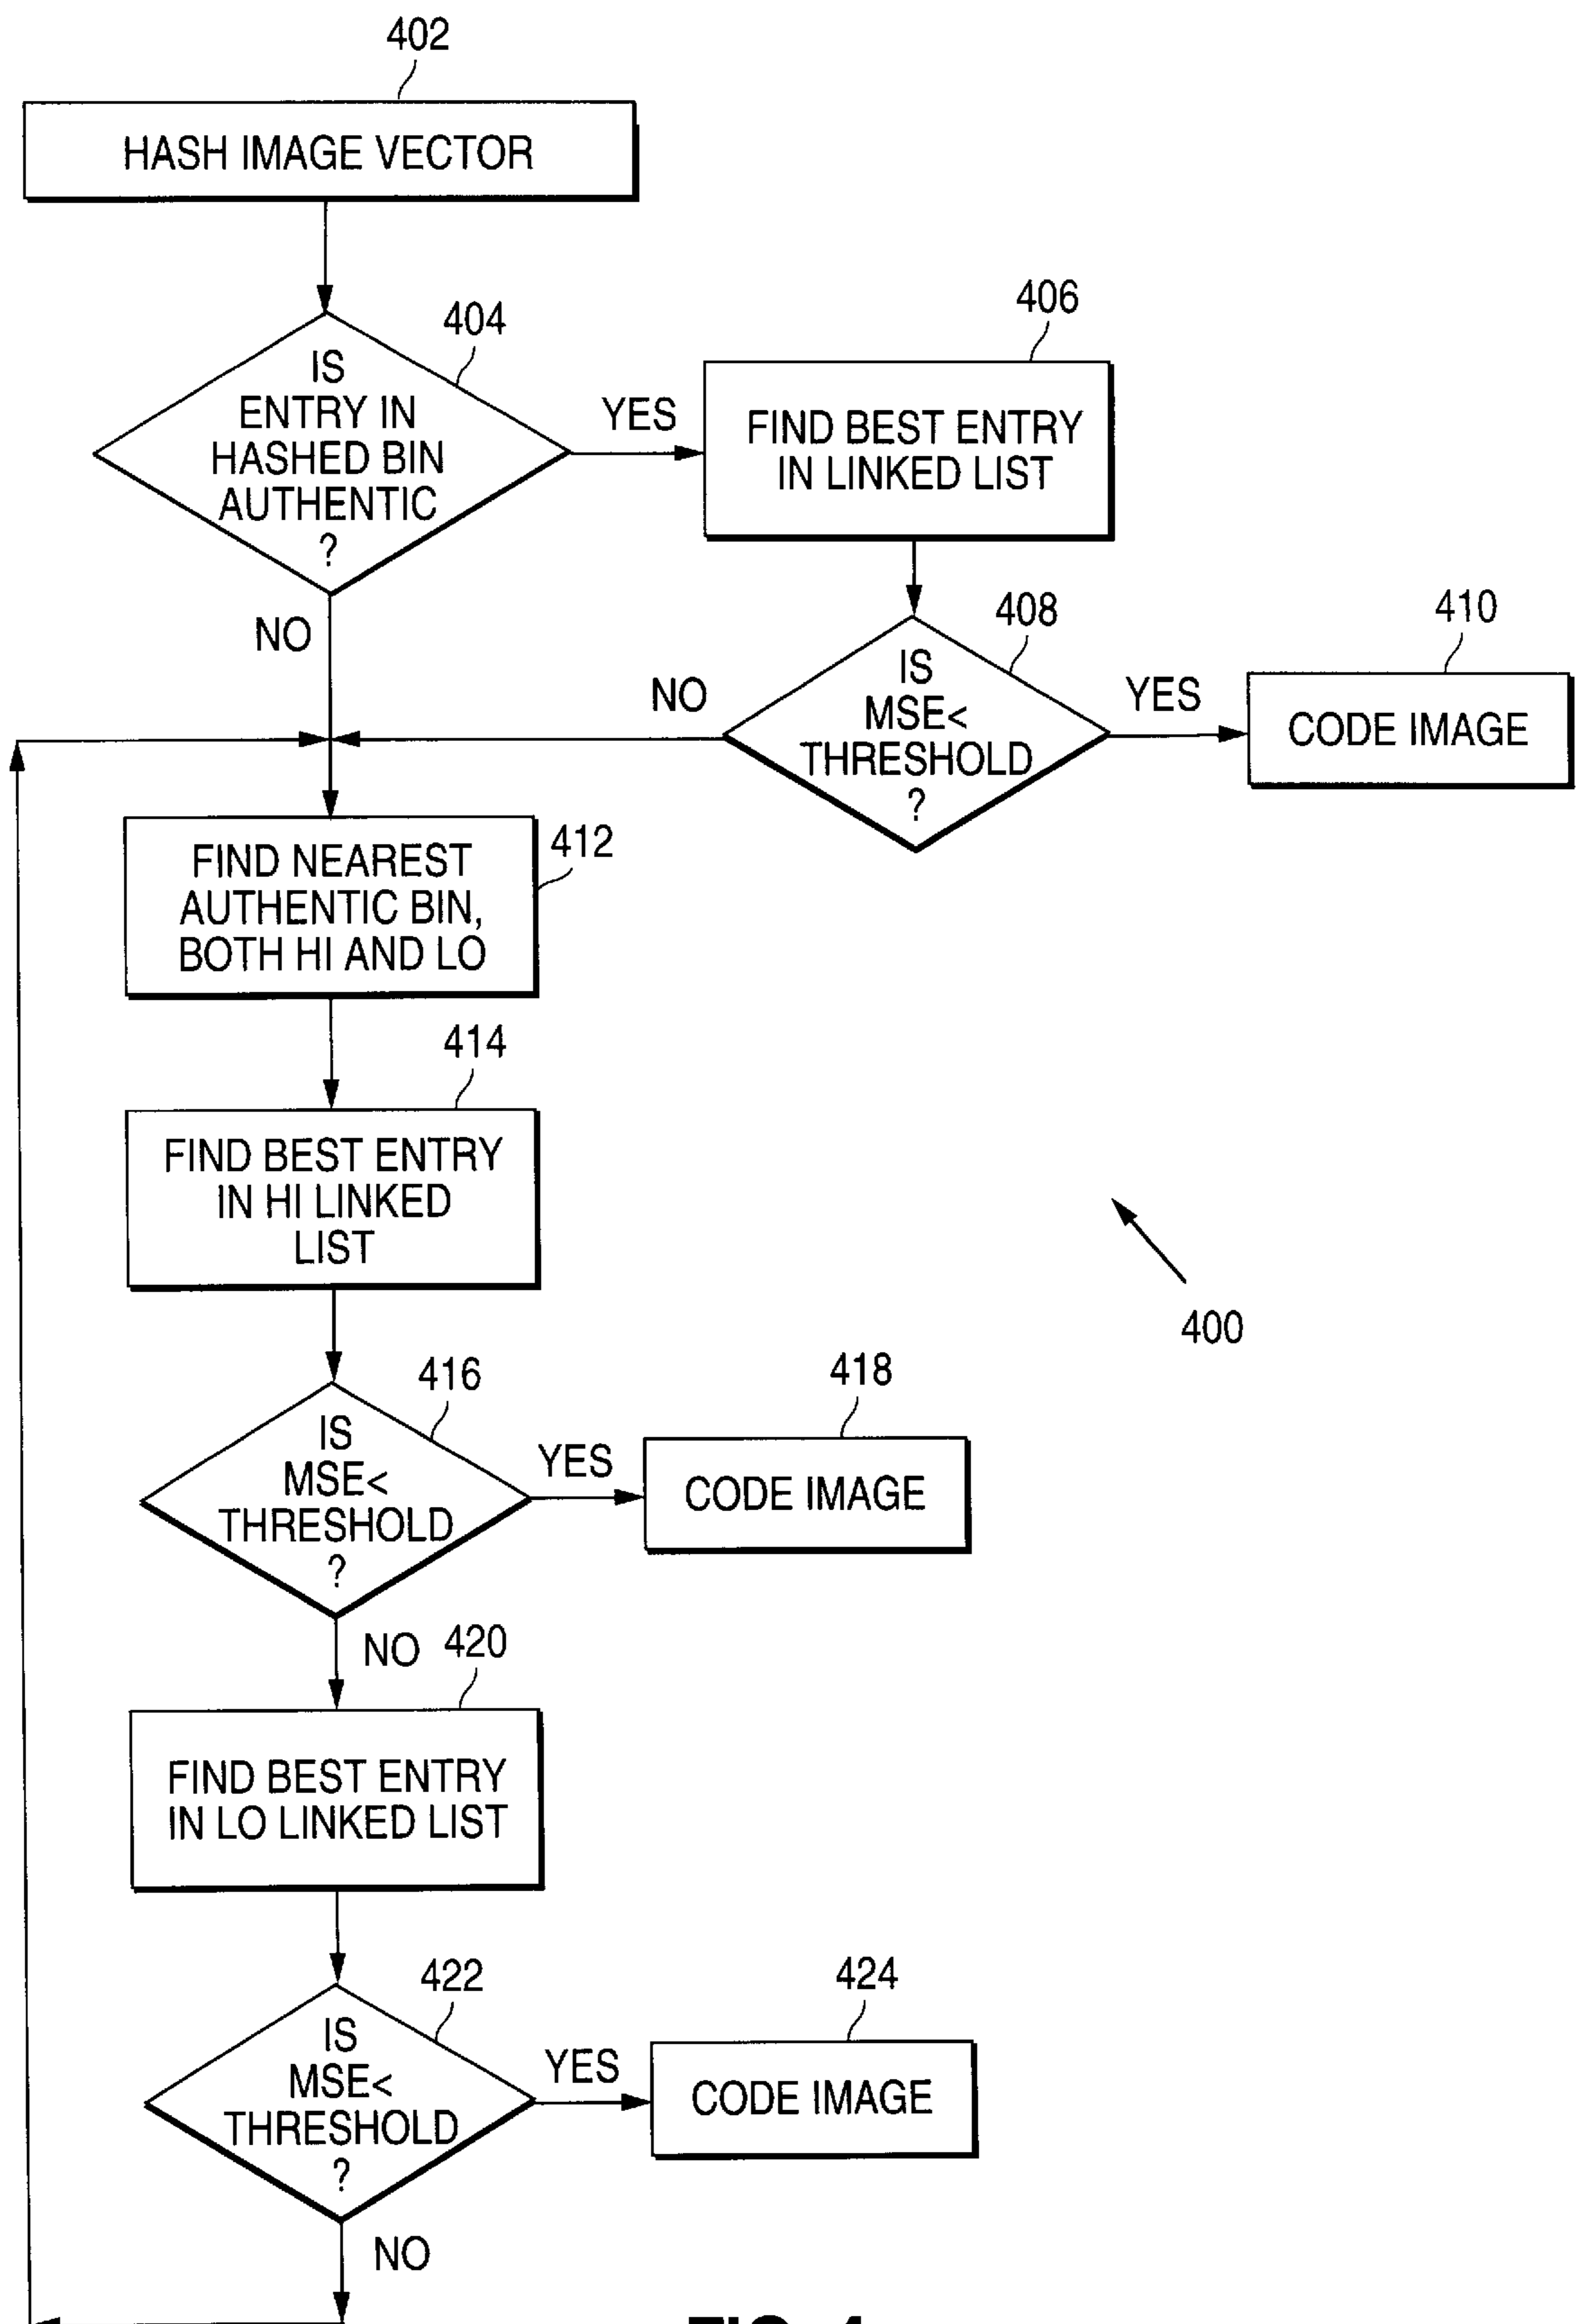 402
HASH IMAGE VECTOR
404
IS
ENTRY IN
HASHED BIN
AUTHENTIC
?
YES
NO
406
FIND BEST ENTRY
IN LINKED LIST
408
IS
MSE<
THRESHOLD
?
NO
YES
410
CODE IMAGE
412
FIND NEAREST
AUTHENTIC BIN,
BOTH HI AND LO
414
FIND BEST ENTRY
IN HI LINKED
LIST
400
416
IS
MSE<
THRESHOLD
?
YES
418
CODE IMAGE
NO
420
FIND BEST ENTRY
IN LO LINKED LIST
422
IS
MSE<
THRESHOLD
?
YES
424
CODE IMAGE
NO